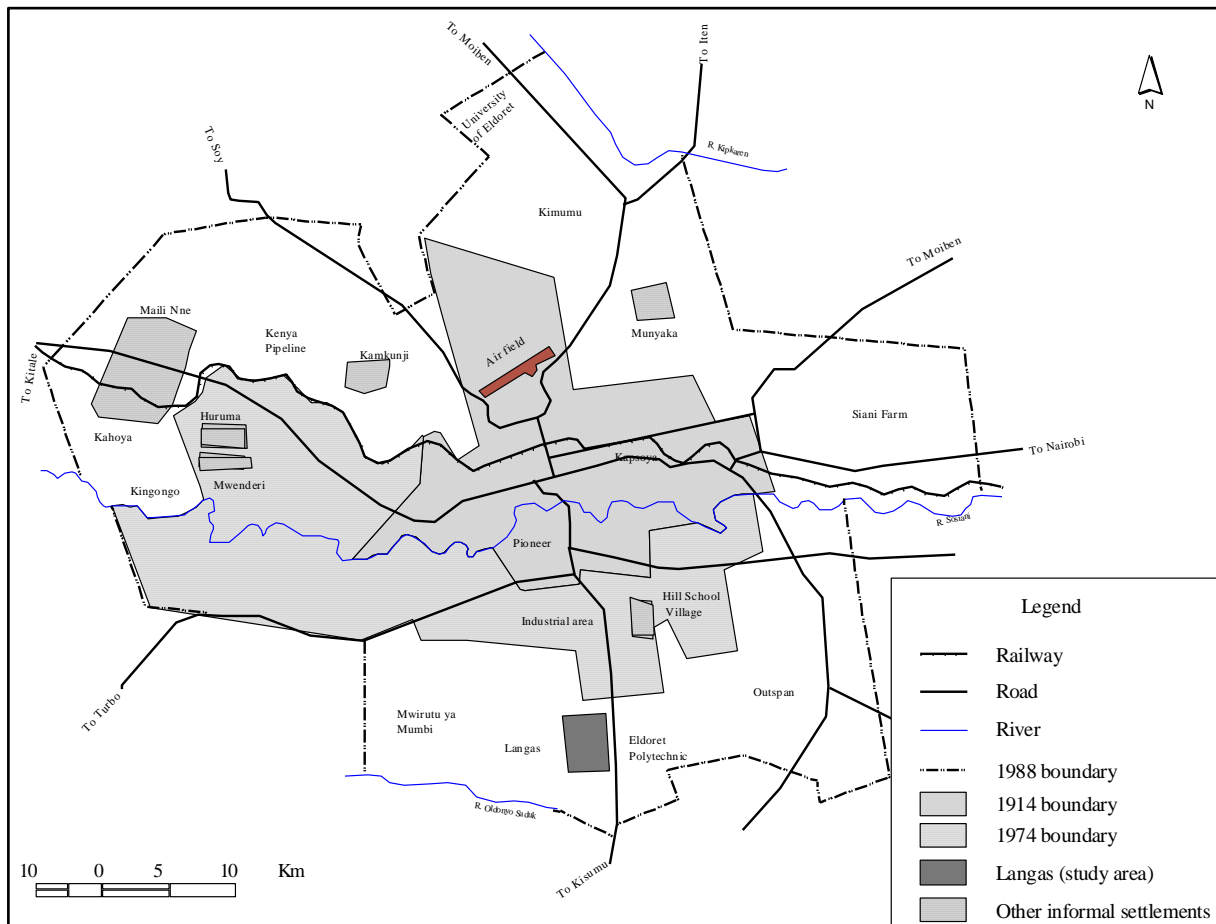 To Moiben
To Iten
University
of Eldoret
N
To Soy
R. Kipkaren
Kimumu
To Moiben
Maili Nne
Kenya
Pipeline
Munyaka
Kamkunji
Air field
To Kitale
Huruma
Siani Farm
Kahoya
Kapsoya
To Nairobi
Mwenderi
Kingongo
R. Sosiani
Pioneer
Hill School
Village
Industrial area
Outspan
To Turbo
Mwirutu ya
Mumbi
Langas
Eldoret
Polytechnic
R. Oldonyo Saduk
To Kisumu
10 0 10 Km
Legend
Railway
Road
River
1988 boundary
1914 boundary
1974 boundary
Langas (study area)
Other informal settlements